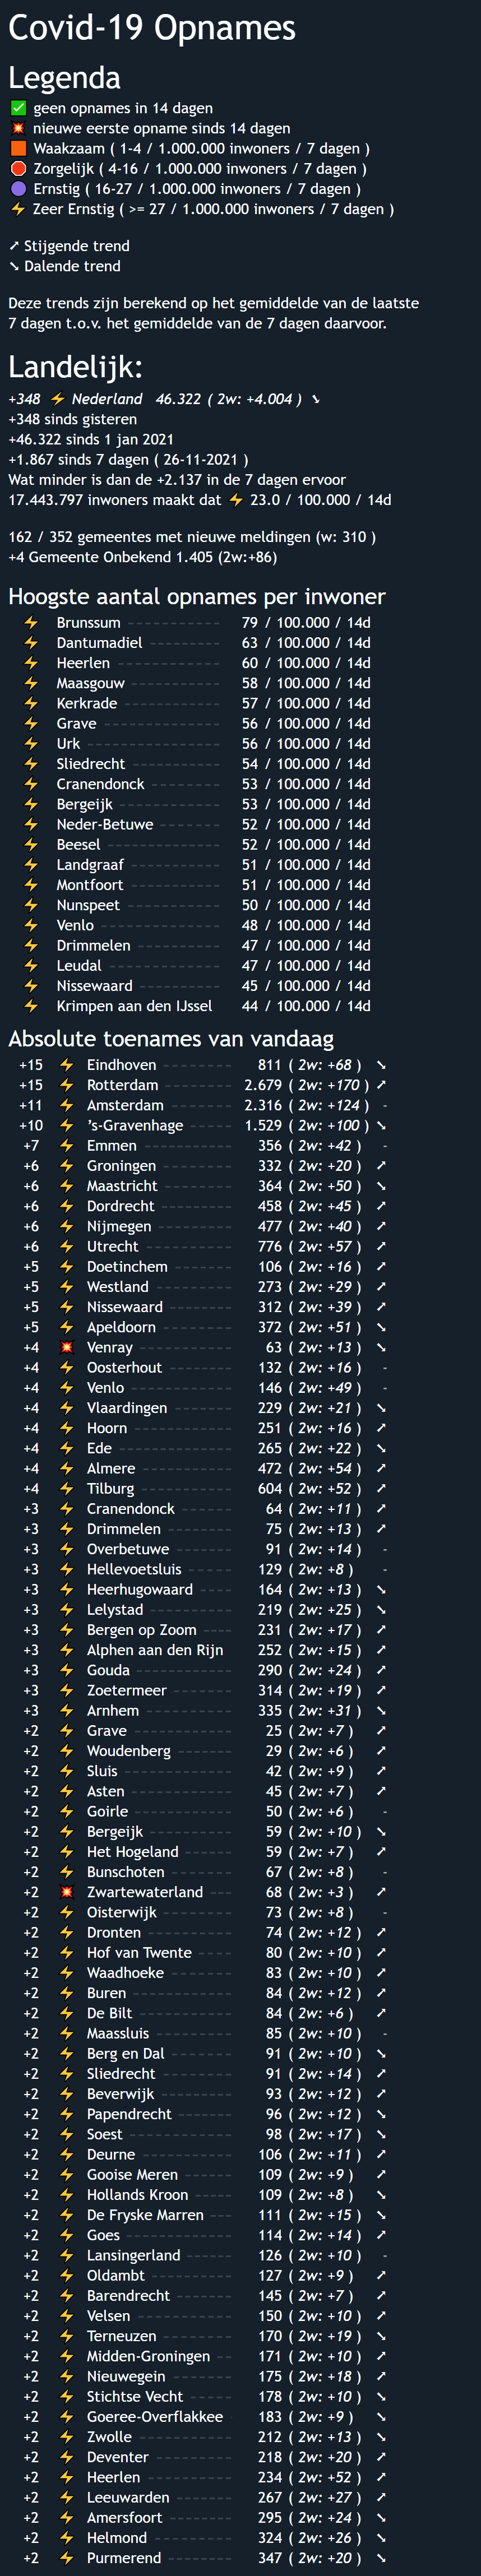 Covid-19 Opnames
Legenda
✅ geen opnames in 14 dagen
💥 nieuwe eerste opname sinds 14 dagen
🟧 Waakzaam ( 1-4 / 1.000.000 inwoners / 7 dagen )
🛑 Zorgelijk ( 4-16 / 1.000.000 inwoners / 7 dagen )
🟣 Ernstig ( 16-27 / 1.000.000 inwoners / 7 dagen )
⚡ Zeer Ernstig ( >= 27 / 1.000.000 inwoners / 7 dagen )
➚ Stijgende trend
➘ Dalende trend
Deze trends zijn berekend op het gemiddelde van de laatste
7 dagen t.o.v. het gemiddelde van de 7 dagen daarvoor.
Landelijk:
+348 ⚡ Nederland 46.322 ( 2w: +4.004 ) ➘
+348 sinds gisteren
+46.322 sinds 1 jan 2021
+1.867 sinds 7 dagen ( 26-11-2021 )
Wat minder is dan de +2.137 in de 7 dagen ervoor
17.443.797 inwoners maakt dat ⚡ 23.0 / 100.000 / 14d
162 / 352 gemeentes met nieuwe meldingen (w: 310 )
+4 Gemeente Onbekend 1.405 (2w:+86)
Hoogste aantal opnames per inwoner
⚡ Brunssum 79 / 100.000 / 14d
⚡ Dantumadiel 63 / 100.000 / 14d
⚡ Heerlen 60 / 100.000 / 14d
⚡ Maasgouw 58 / 100.000 / 14d
⚡ Kerkrade 57 / 100.000 / 14d
⚡ Grave 56 / 100.000 / 14d
⚡ Urk 56 / 100.000 / 14d
⚡ Sliedrecht 54 / 100.000 / 14d
⚡ Cranendonck 53 / 100.000 / 14d
⚡ Bergeijk 53 / 100.000 / 14d
⚡ Neder-Betuwe 52 / 100.000 / 14d
⚡ Beesel 52 / 100.000 / 14d
⚡ Landgraaf 51 / 100.000 / 14d
⚡ Montfoort 51 / 100.000 / 14d
⚡ Nunspeet 50 / 100.000 / 14d
⚡ Venlo 48 / 100.000 / 14d
⚡ Drimmelen 47 / 100.000 / 14d
⚡ Leudal 47 / 100.000 / 14d
⚡ Nissewaard 45 / 100.000 / 14d
⚡ Krimpen aan den IJssel 44 / 100.000 / 14d
Absolute toenames van vandaag
+15 ⚡ Eindhoven 811 ( 2w: +68 ) ➘
+15 ⚡ Rotterdam 2.679 ( 2w: +170 ) ➚
+11 ⚡ Amsterdam 2.316 ( 2w: +124 ) -
+10 ⚡ 's-Gravenhage 1.529 ( 2w: +100 ) ➘
+7 ⚡ Emmen 356 ( 2w: +42 ) -
+6 ⚡ Groningen 332 ( 2w: +20 ) ➚
+6 ⚡ Maastricht 364 ( 2w: +50 ) ➘
+6 ⚡ Dordrecht 458 ( 2w: +45 ) ➚
+6 ⚡ Nijmegen 477 ( 2w: +40 ) ➚
+6 ⚡ Utrecht 776 ( 2w: +57 ) ➚
+5 ⚡ Doetinchem 106 ( 2w: +16 ) ➚
+5 ⚡ Westland 273 ( 2w: +29 ) ➚
+5 ⚡ Nissewaard 312 ( 2w: +39 ) ➚
+5 ⚡ Apeldoorn 372 ( 2w: +51 ) ➘
+4 💥 Venray 63 ( 2w: +13 ) ➘
+4 ⚡ Oosterhout 132 ( 2w: +16 ) -
+4 ⚡ Venlo 146 ( 2w: +49 ) -
+4 ⚡ Vlaardingen 229 ( 2w: +21 ) ➘
+4 ⚡ Hoorn 251 ( 2w: +16 ) ➚
+4 ⚡ Ede 265 ( 2w: +22 ) ➘
+4 ⚡ Almere 472 ( 2w: +54 ) ➚
+4 ⚡ Tilburg 604 ( 2w: +52 ) ➚
+3 ⚡ Cranendonck 64 ( 2w: +11 ) ➚
+3 ⚡ Drimmelen 75 ( 2w: +13 ) ➚
+3 ⚡ Overbetuwe 91 ( 2w: +14 ) -
+3 ⚡ Hellevoetsluis 129 ( 2w: +8 ) -
+3 ⚡ Heerhugowaard 164 ( 2w: +13 ) ➘
+3 ⚡ Lelystad 219 ( 2w: +25 ) ➘
+3 ⚡ Bergen op Zoom 231 ( 2w: +17 ) ➚
+3 ⚡ Alphen aan den Rijn 252 ( 2w: +15 ) ➚
+3 ⚡ Gouda 290 ( 2w: +24 ) ➚
+3 ⚡ Zoetermeer 314 ( 2w: +19 ) ➚
+3 ⚡ Arnhem 335 ( 2w: +31 ) ➘
+2 ⚡ Grave 25 ( 2w: +7 ) ➚
+2 ⚡ Woudenberg 29 ( 2w: +6 ) ➚
+2 ⚡ Sluis 42 ( 2w: +9 ) ➚
+2 ⚡ Asten 45 ( 2w: +7 ) ➚
+2 ⚡ Goirle 50 ( 2w: +6 ) -
+2 ⚡ Bergeijk 59 ( 2w: +10 ) ➘
+2 ⚡ Het Hogeland 59 ( 2w: +7 ) ➚
+2 ⚡ Bunschoten 67 ( 2w: +8 ) -
+2 💥 Zwartewaterland 68 ( 2w: +3 ) ➚
+2 ⚡ Oisterwijk 73 ( 2w: +8 ) -
+2 ⚡ Dronten 74 ( 2w: +12 ) ➚
+2 ⚡ Hof van Twente 80 ( 2w: +10 ) ➚
+2 ⚡ Waadhoeke 83 ( 2w: +10 ) ➚
+2 ⚡ Buren 84 ( 2w: +12 ) ➚
+2 ⚡ De Bilt 84 ( 2w: +6 ) ➚
+2 ⚡ Maassluis 85 ( 2w: +10 ) -
+2 ⚡ Berg en Dal 91 ( 2w: +10 ) ➘
+2 ⚡ Sliedrecht 91 ( 2w: +14 ) ➚
+2 ⚡ Beverwijk 93 ( 2w: +12 ) ➚
+2 ⚡ Papendrecht 96 ( 2w: +12 ) ➘
+2 ⚡ Soest 98 ( 2w: +17 ) ➘
+2 ⚡ Deurne 106 ( 2w: +11 ) ➚
+2 ⚡ Gooise Meren 109 ( 2w: +9 ) ➚
+2 ⚡ Hollands Kroon 109 ( 2w: +8 ) ➘
+2 ⚡ De Fryske Marren 111 ( 2w: +15 ) ➘
+2 ⚡ Goes 114 ( 2w: +14 ) ➚
+2 ⚡ Lansingerland 126 ( 2w: +10 ) -
+2 ⚡ Oldambt 127 ( 2w: +9 ) ➚
+2 ⚡ Barendrecht 145 ( 2w: +7 ) ➚
+2 ⚡ Velsen 150 ( 2w: +10 ) ➚
+2 ⚡ Terneuzen 170 ( 2w: +19 ) ➘
+2 ⚡ Midden-Groningen 171 ( 2w: +10 ) ➚
+2 ⚡ Nieuwegein 175 ( 2w: +18 ) ➚
+2 ⚡ Stichtse Vecht 178 ( 2w: +10 ) ➘
+2 ⚡ Goeree-Overflakkee 183 ( 2w: +9 ) ➘
+2 ⚡ Zwolle 212 ( 2w: +13 ) ➘
+2 ⚡ Deventer 218 ( 2w: +20 ) ➚
+2 ⚡ Heerlen 234 ( 2w: +52 ) ➚
+2 ⚡ Leeuwarden 267 ( 2w: +27 ) ➚
+2 ⚡ Amersfoort 295 ( 2w: +24 ) ➘
+2 ⚡ Helmond 324 ( 2w: +26 ) ➘
+2 ⚡ Purmerend 347 ( 2w: +20 ) ➘